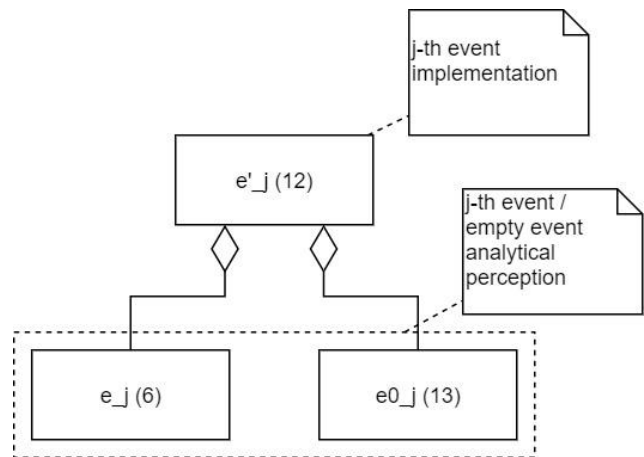 j-th event
implementation
e'_j (12)
j-th event /
empty event
analytical
perception
e_j (6)
e0_j (13)